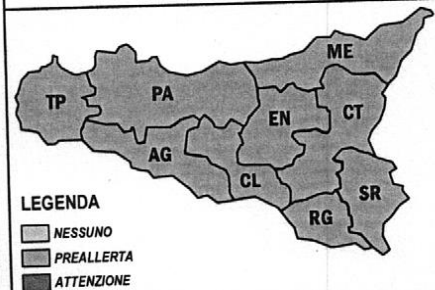 ME
TP
PA
EN
CT
AG
CL
SR
RG
LEGENDA
NESSUNO
PREALLERTA
ATTENZIONE